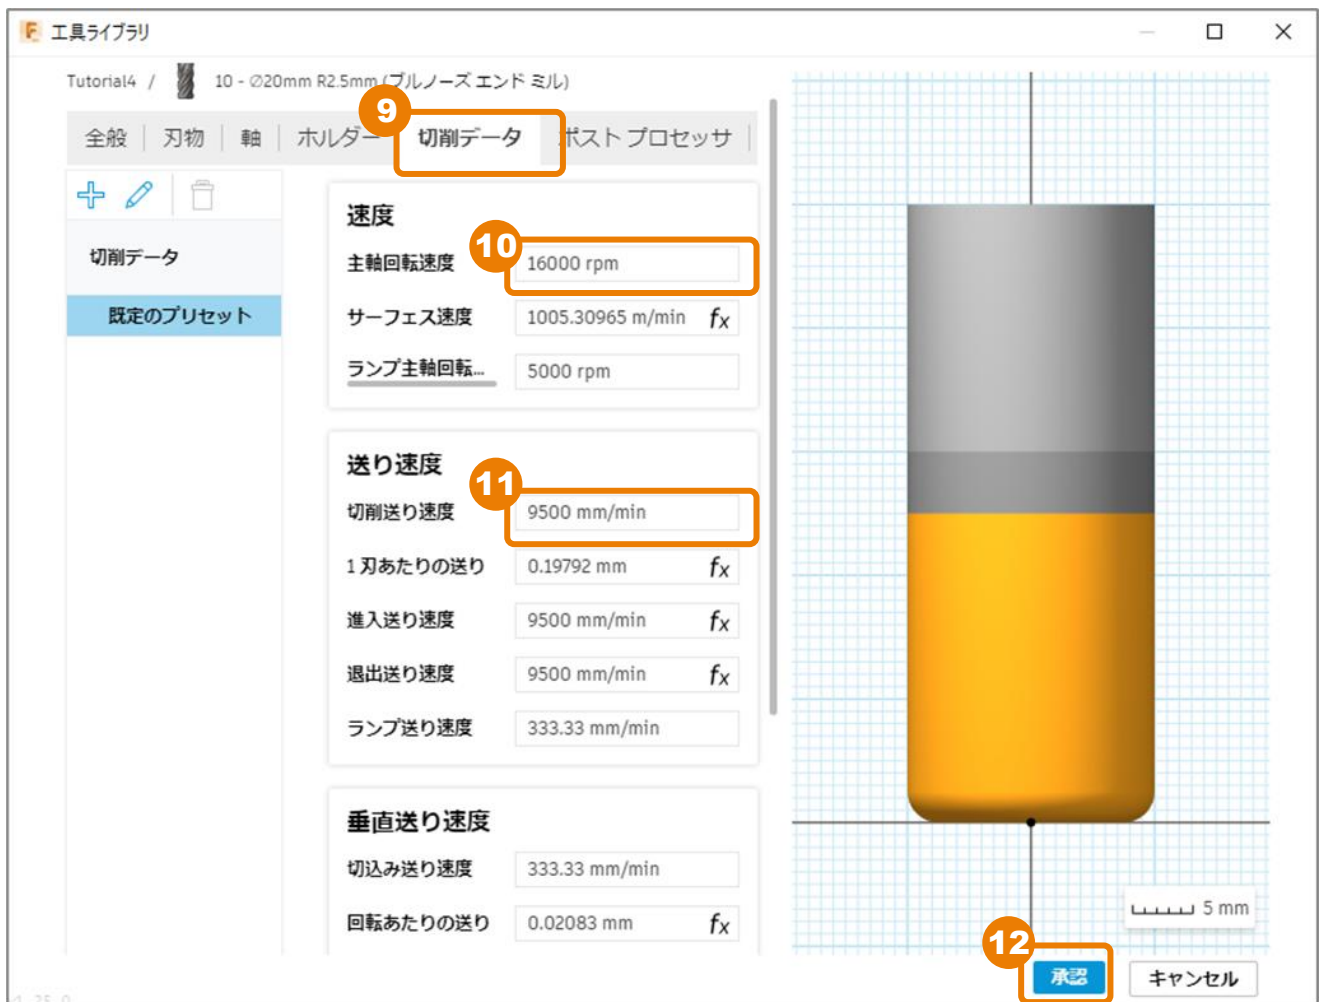 工具ライブラリ
Tutorial4 / 10 - ∅20mm R2.5mm (ブルノーズ エンド ミル)
9
全般 刃物 軸 ホルダー 切削データ ポスト プロセッサ
切削データ
既定のプリセット
速度
10
主軸回転速度 16000 rpm
サーフェス速度 1005.30965 m/min fx
ランプ主軸回転... 5000 rpm
送り速度
11
切削送り速度 9500 mm/min
1 刃あたりの送り 0.19792 mm fx
進入送り速度 9500 mm/min fx
退出送り速度 9500 mm/min fx
ランプ送り速度 333.33 mm/min
垂直送り速度
切込み送り速度 333.33 mm/min
回転あたりの送り 0.02083 mm fx
5 mm
12
承認 キャンセル